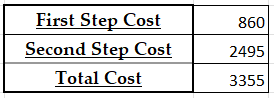 First Step Cost 860
Second Step Cost 2495
Total Cost 3355